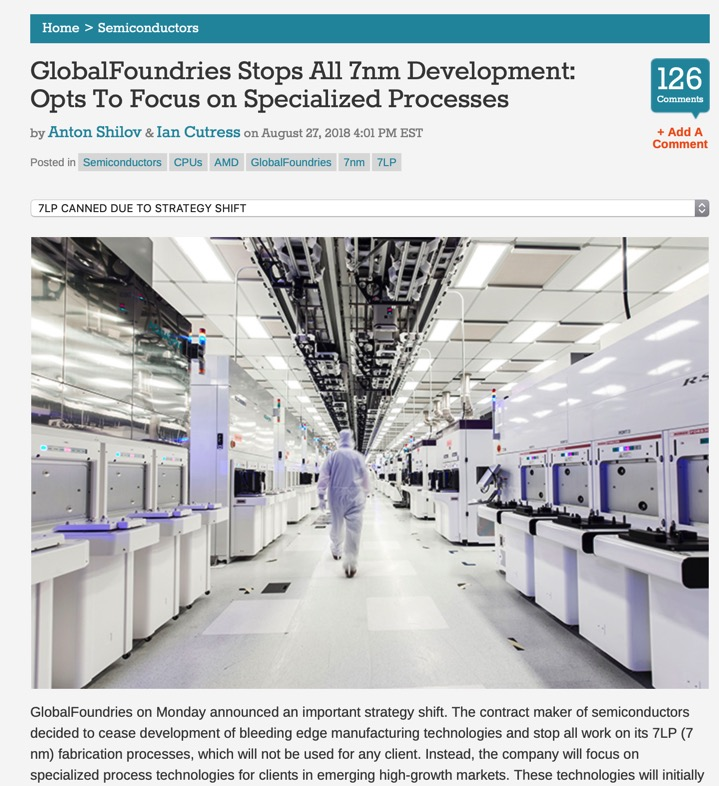 Home > Semiconductors
GlobalFoundries Stops All 7nm Development:
Opts To Focus on Specialized Processes
126
Comments
by Anton Shilov & Ian Cutress on August 27, 2018 4:01 PM EST
+ Add A
Comment
Posted in Semiconductors CPUs AMD GlobalFoundries 7nm 7LP
7LP CANNED DUE TO STRATEGY SHIFT
GlobalFoundries on Monday announced an important strategy shift. The contract maker of semiconductors
decided to cease development of bleeding edge manufacturing technologies and stop all work on its 7LP (7
nm) fabrication processes, which will not be used for any client. Instead, the company will focus on
specialized process technologies for clients in emerging high-growth markets. These technologies will initially